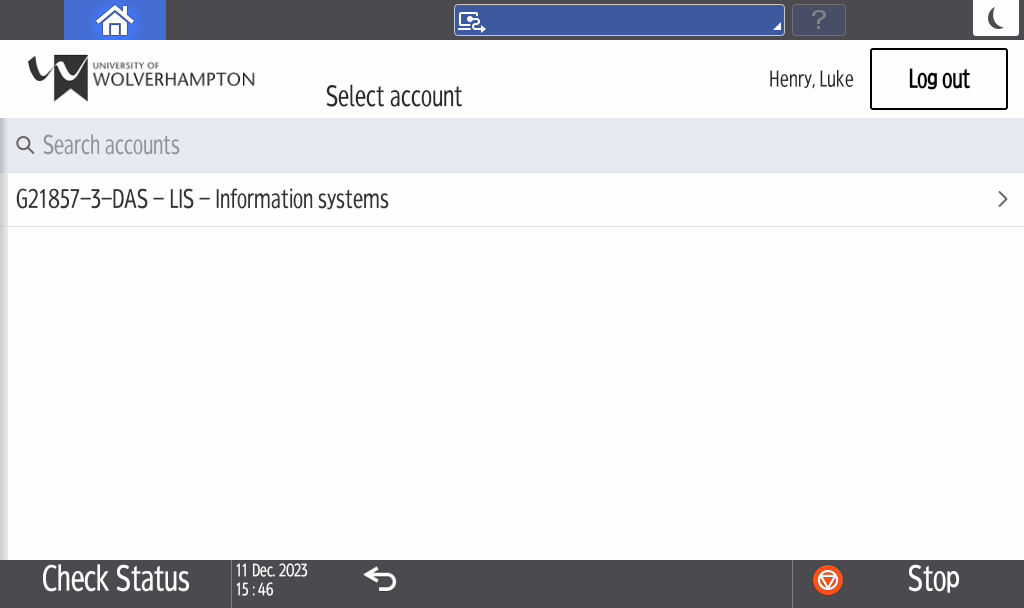 ?
UNIVERSITY OF
WOLVERHAMPTON
Select account
Henry, Luke
Log out
Search accounts
G21857-3-DAS - LIS - Information systems
Check Status
11 Dec. 2023
15 : 46
Stop